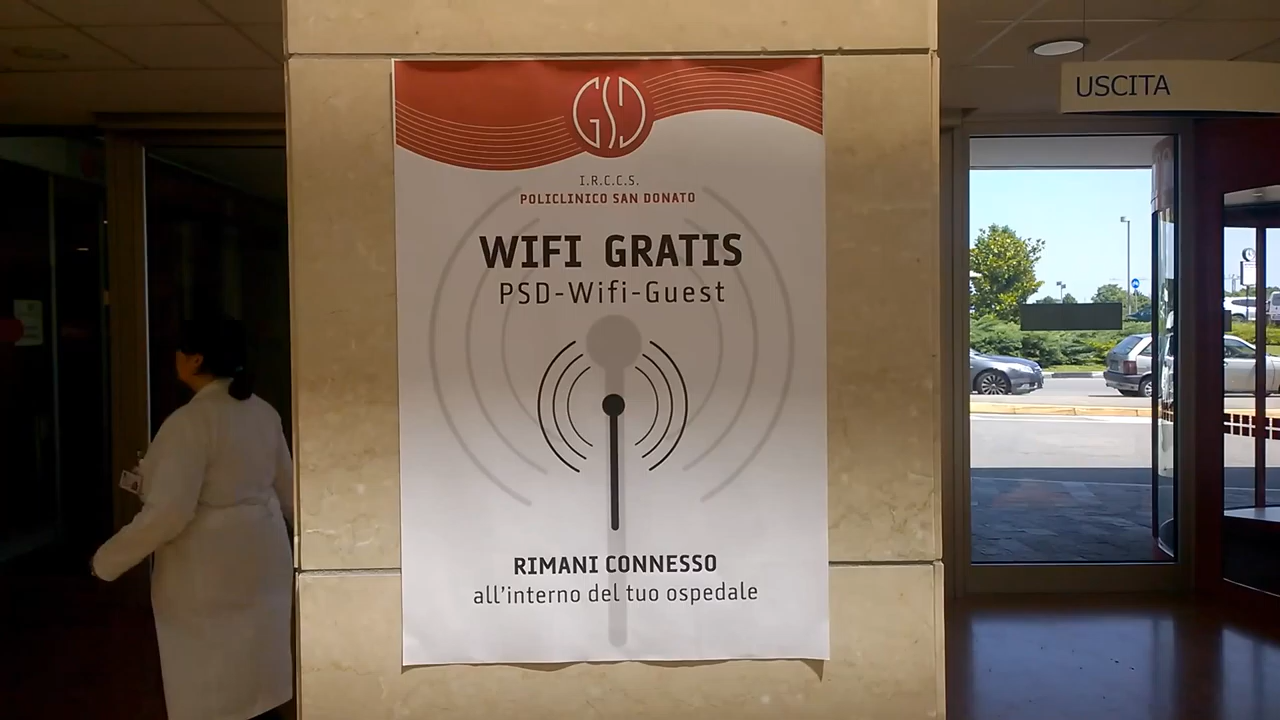 GSD
I.R.C.C.S.
POLICLINICO SAN DONATO
WIFI GRATIS
PSD-Wifi-Guest
RIMANI CONNESSO
all'interno del tuo ospedale
USCITA